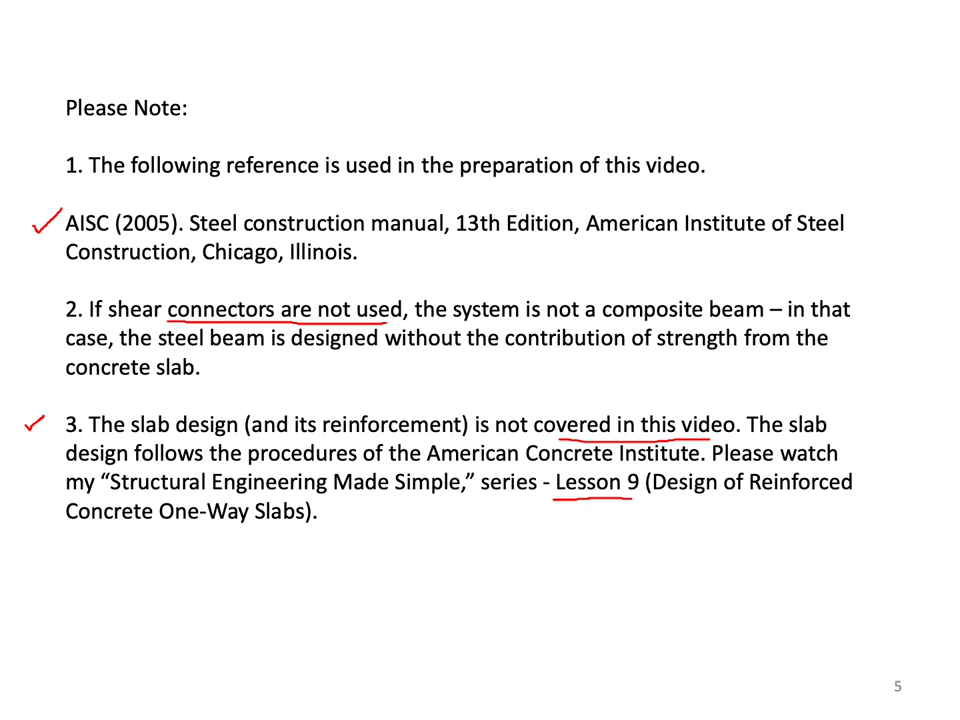 Please Note:
1. The following reference is used in the preparation of this video.
AISC (2005). Steel construction manual, 13th Edition, American Institute of Steel
Construction, Chicago, Illinois.
2. If shear connectors are not used, the system is not a composite beam – in that
case, the steel beam is designed without the contribution of strength from the
concrete slab.
3. The slab design (and its reinforcement) is not covered in this video. The slab
design follows the procedures of the American Concrete Institute. Please watch
my “Structural Engineering Made Simple,” series - Lesson 9 (Design of Reinforced
Concrete One-Way Slabs).
5